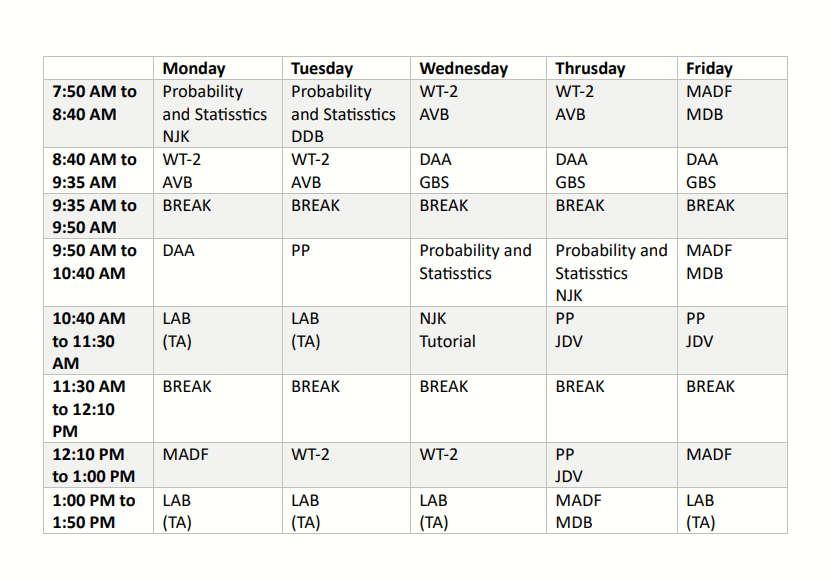 Monday Tuesday Wednesday Thrusday Friday
7:50 AM to Probability Probability WT-2 WT-2 MADF
8:40 AM and Statisstics and Statisstics AVB AVB MDB
NJK DDB
8:40 AM to WT-2 WT-2 DAA DAA DAA
9:35 AM AVB AVB GBS GBS GBS
9:35 AM to BREAK BREAK BREAK BREAK BREAK
9:50 AM
9:50 AM to DAA PP Probability and Probability and MADF
10:40 AM Statisstics Statisstics MDB
NJK
10:40 AM LAB LAB NJK PP PP
to 11:30 (TA) (TA) Tutorial JDV JDV
AM
11:30 AM BREAK BREAK BREAK BREAK BREAK
to 12:10
PM
12:10 PM MADF WT-2 WT-2 PP MADF
to 1:00 PM JDV
1:00 PM to LAB LAB LAB MADF LAB
1:50 PM (TA) (TA) (TA) MDB (TA)